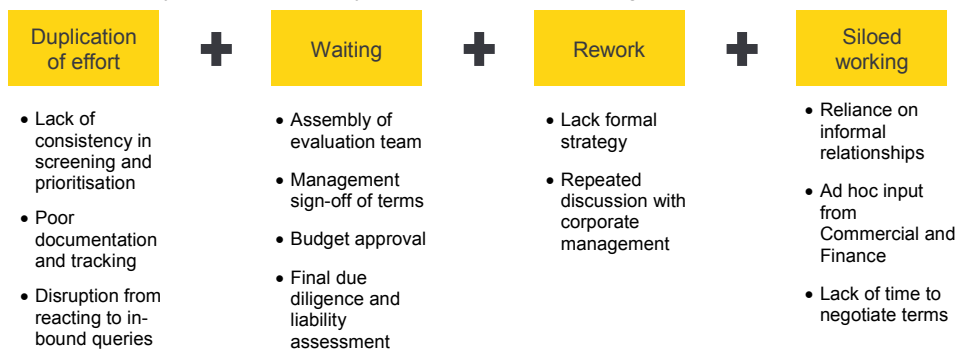 Duplication
of effort
• Lack of
consistency in
screening and
prioritisation
• Poor
documentation
and tracking
• Disruption from
reacting to in-
bound queries
Waiting
• Assembly of
evaluation team
• Management
sign-off of terms
• Budget approval
• Final due
diligence and
liability
assessment
Rework
• Lack formal
strategy
• Repeated
discussion with
corporate
management
Siloed
working
• Reliance on
informal
relationships
• Ad hoc input
from
Commercial and
Finance
• Lack of time to
negotiate terms